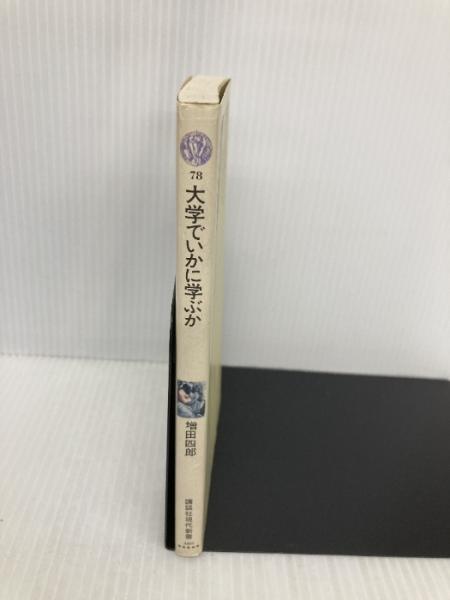 78
大学でいかに学ぶか
増田四郎
講談社現代新書